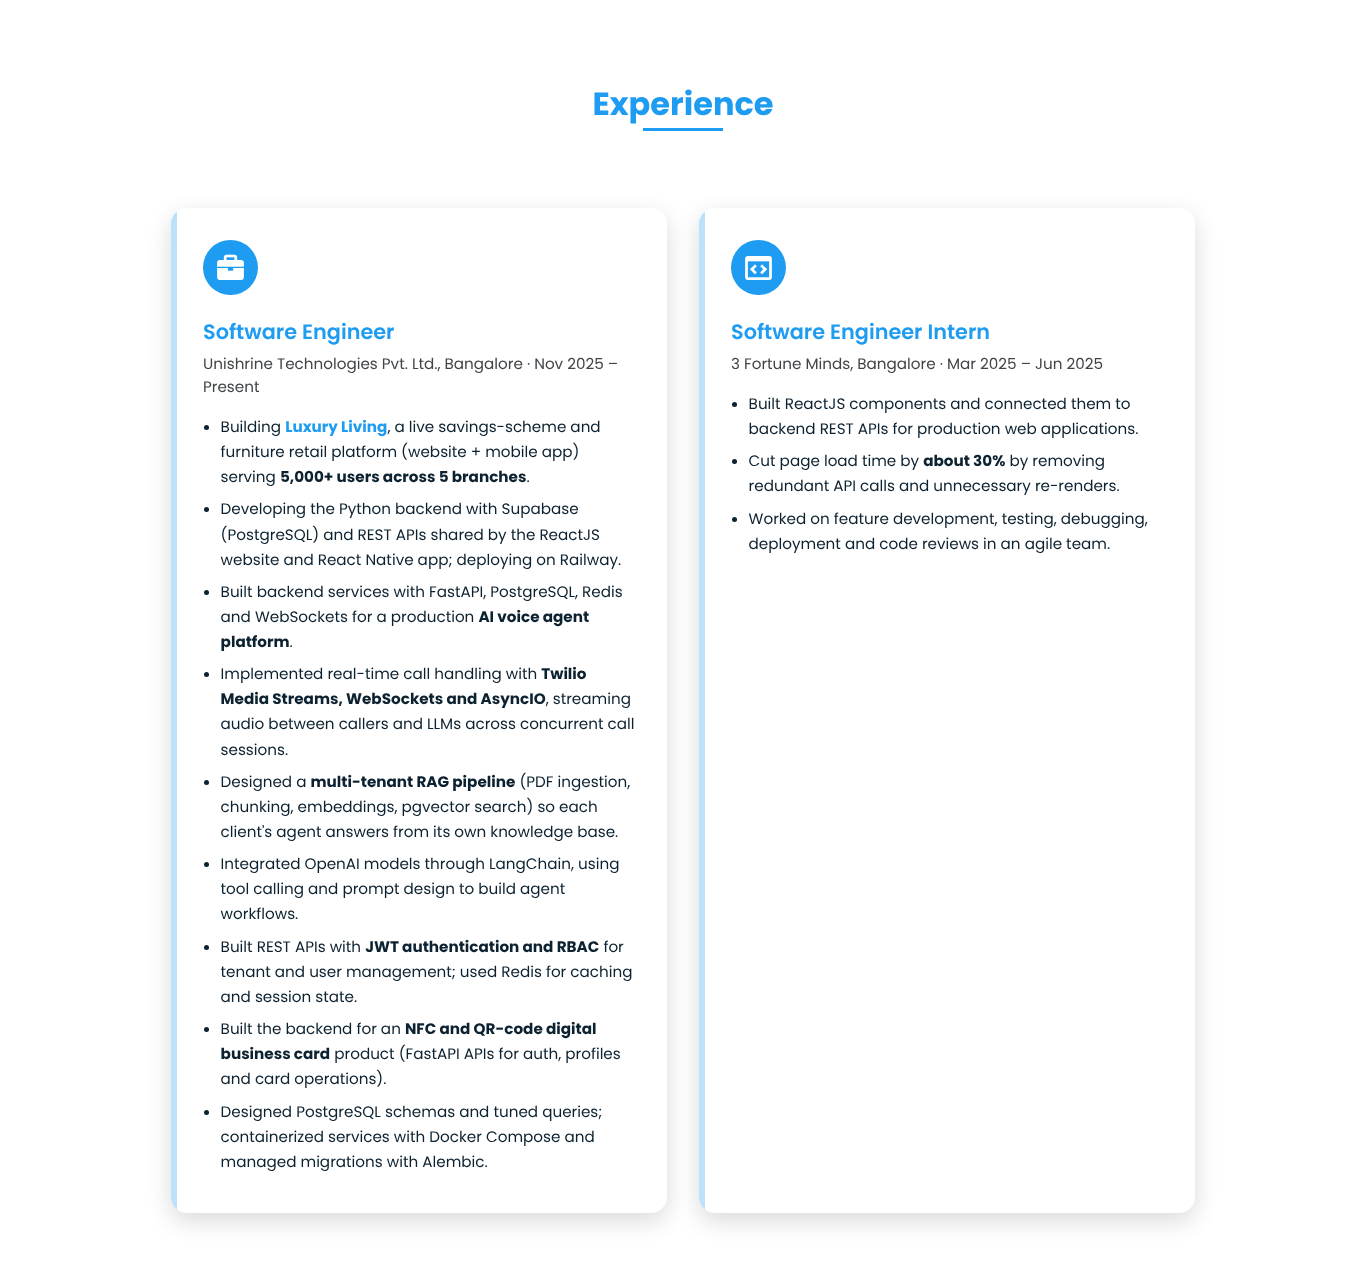 Experience
Software Engineer
Unishrine Technologies Pvt. Ltd., Bangalore · Nov 2025 –
Present
• Building Luxury Living, a live savings-scheme and
furniture retail platform (website + mobile app)
serving 5,000+ users across 5 branches.
• Developing the Python backend with Supabase
(PostgreSQL) and REST APIs shared by the ReactJS
website and React Native app; deploying on Railway.
• Built backend services with FastAPI, PostgreSQL, Redis
and WebSockets for a production AI voice agent
platform.
• Implemented real-time call handling with Twilio
Media Streams, WebSockets and AsyncIO, streaming
audio between callers and LLMs across concurrent call
sessions.
• Designed a multi-tenant RAG pipeline (PDF ingestion,
chunking, embeddings, pgvector search) so each
client's agent answers from its own knowledge base.
• Integrated OpenAI models through LangChain, using
tool calling and prompt design to build agent
workflows.
• Built REST APIs with JWT authentication and RBAC for
tenant and user management; used Redis for caching
and session state.
• Built the backend for an NFC and QR-code digital
business card product (FastAPI APIs for auth, profiles
and card operations).
• Designed PostgreSQL schemas and tuned queries;
containerized services with Docker Compose and
managed migrations with Alembic.
Software Engineer Intern
3 Fortune Minds, Bangalore · Mar 2025 – Jun 2025
• Built ReactJS components and connected them to
backend REST APIs for production web applications.
• Cut page load time by about 30% by removing
redundant API calls and unnecessary re-renders.
• Worked on feature development, testing, debugging,
deployment and code reviews in an agile team.